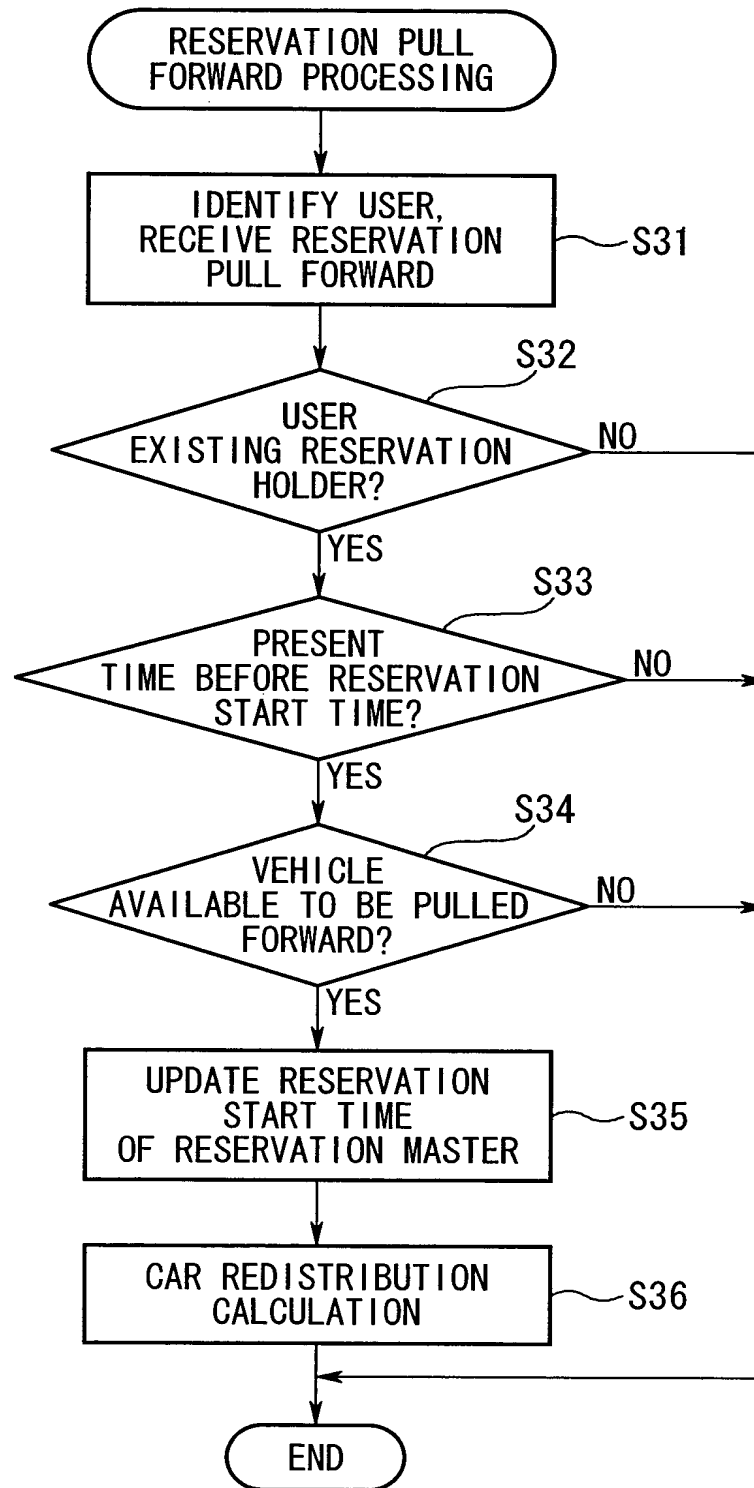 RESERVATION PULL
FORWARD PROCESSING
IDENTIFY USER,
RECEIVE RESERVATION
PULL FORWARD
S31
S32
USER
EXISTING RESERVATION
HOLDER?
NO
YES
S33
PRESENT
TIME BEFORE RESERVATION
START TIME?
NO
YES
S34
VEHICLE
AVAILABLE TO BE PULLED
FORWARD?
NO
YES
UPDATE RESERVATION
START TIME
OF RESERVATION MASTER
S35
CAR REDISTRIBUTION
CALCULATION
S36
END